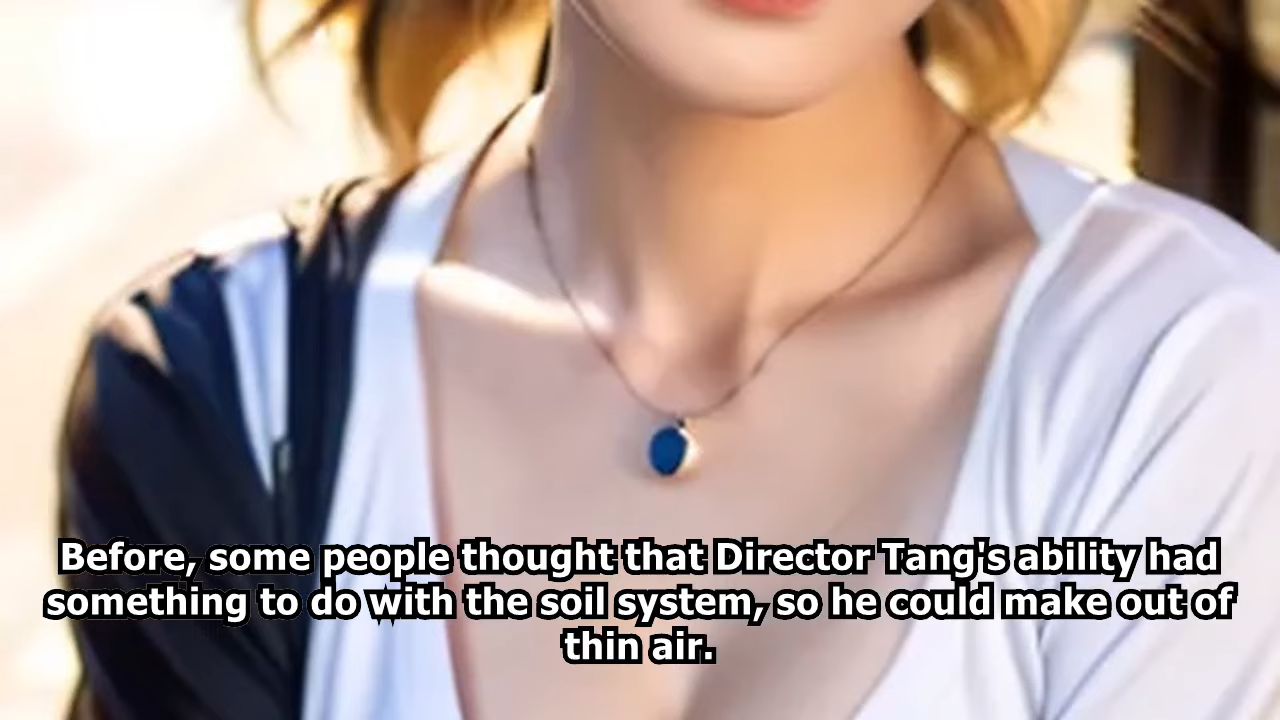 Before, some people thought that Director Tang's ability had
something to do with the soil system, so he could make out of
thin air.